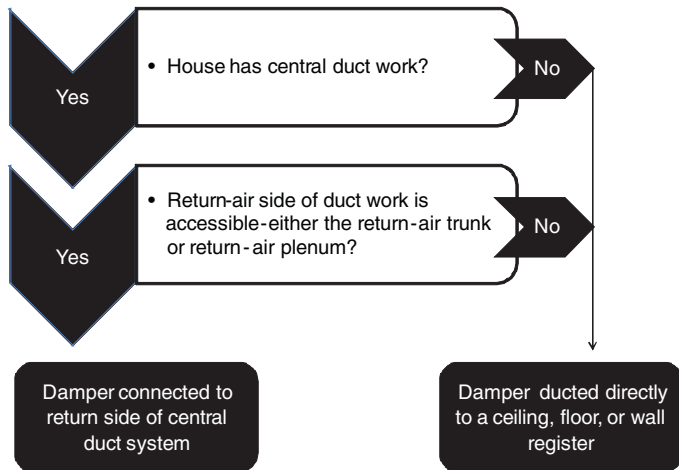 • House has central duct work?
No
Yes
• Return-air side of duct work is
accessible-either the return-air trunk
or return-air plenum?
No
Yes
Damper connected to
return side of central
duct system
Damper ducted directly
to a ceiling, floor, or wall
register